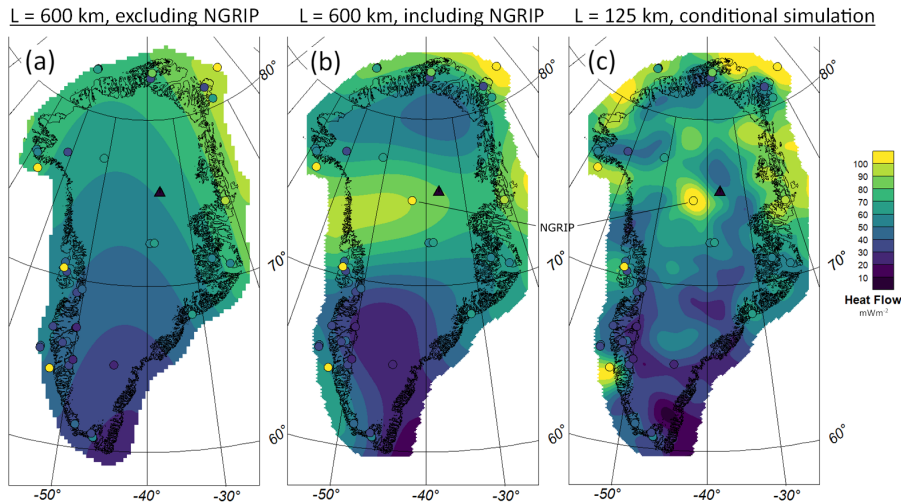 L = 600 km, excluding NGRIP
L = 600 km, including NGRIP
L = 125 km, conditional simulation
(a)
(b)
(c)
80°
80°
80°
70°
70°
70°
60°
60°
60°
NGRIP
100
90
80
70
60
50
40
30
20
10
Heat Flow
mWm⁻²
-50° -40° -30°
-50° -40° -30°
-50° -40° -30°